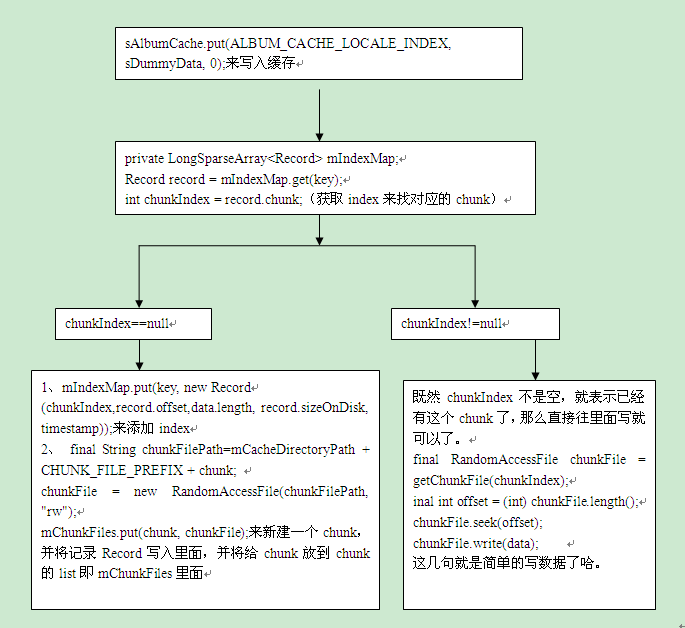 sAlbumCache.put(ALBUM_CACHE_LOCALE_INDEX,
sDummyData, 0);来写入缓存
private LongSparseArray<Record> mIndexMap;
Record record = mIndexMap.get(key);
int chunkIndex = record.chunk;（获取 index 来找对应的 chunk）
chunkIndex==null
chunkIndex!=null
1、mIndexMap.put(key, new Record
(chunkIndex,record.offset,data.length, record.sizeOnDisk,
timestamp));来添加 index
2、 final String chunkFilePath=mCacheDirectoryPath +
CHUNK_FILE_PREFIX + chunk;
chunkFile = new RandomAccessFile(chunkFilePath,
"rw");
mChunkFiles.put(chunk, chunkFile);来新建一个 chunk，
并将记录 Record 写入里面，并将给 chunk 放到 chunk
的 list 即 mChunkFiles 里面
既然 chunkIndex 不是空，就表示已经
有这个 chunk 了，那么直接往里面写就
可以了。
final RandomAccessFile chunkFile =
getChunkFile(chunkIndex);
inal int offset = (int) chunkFile.length();
chunkFile.seek(offset);
chunkFile.write(data);
这几句就是简单的写数据了哈。